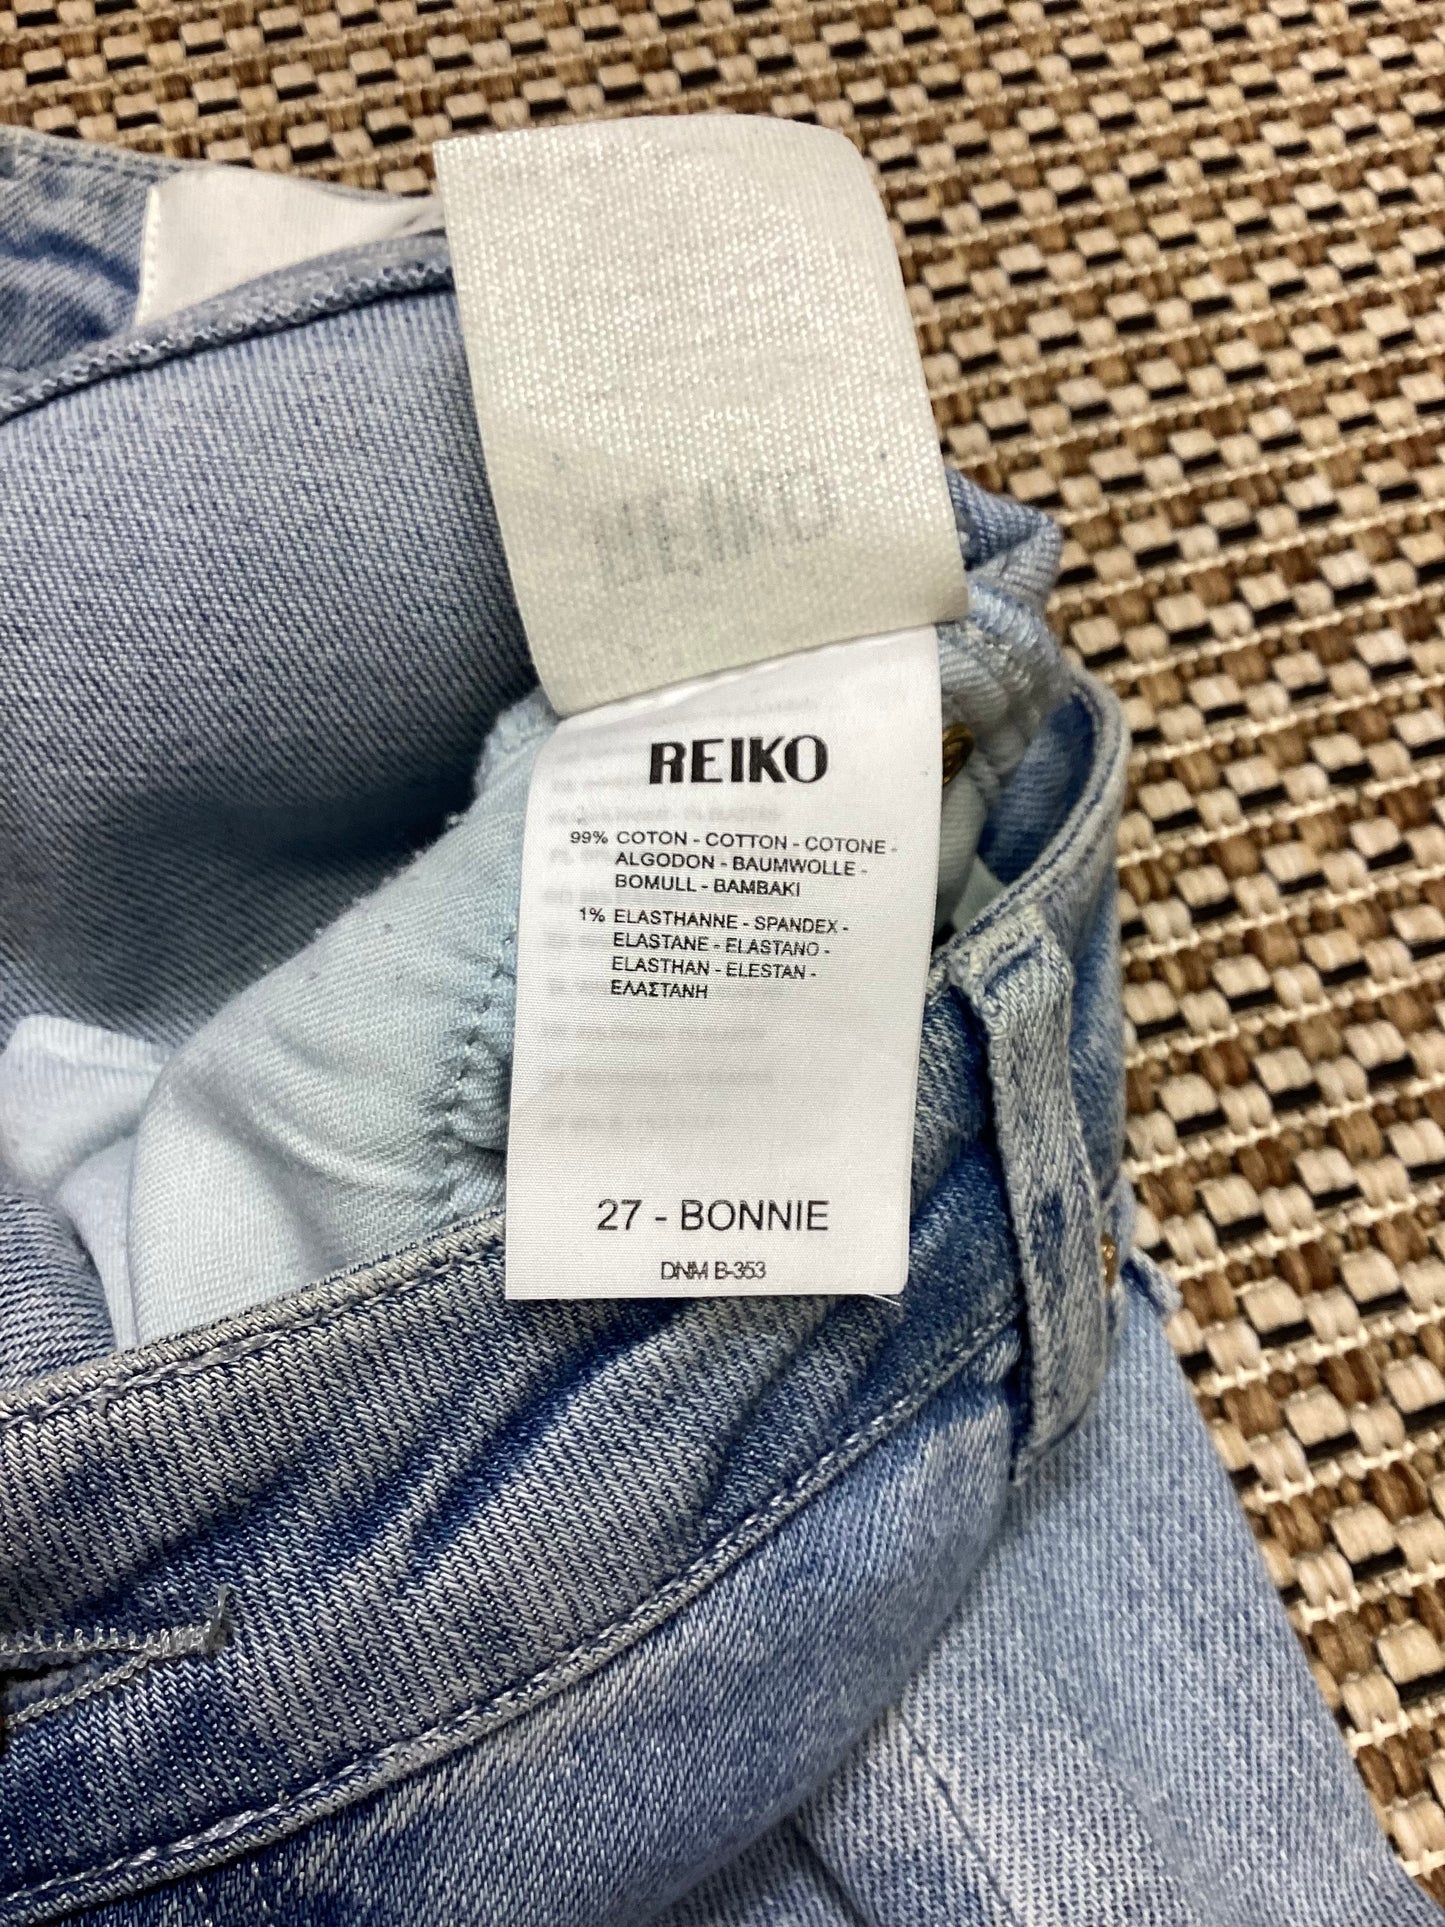 REIKO
99% COTON - COTTON - COTONE -
ALGODON - BAUMWOLLE -
BOMULL - BAMBAKI
1% ELASTHANNE - SPANDEX -
ELASTANE - ELASTANO -
ELASTHAN - ELESTAN -
ΕΛΑΣΤΑΝΗ
27 - BONNIE
DNM B-353